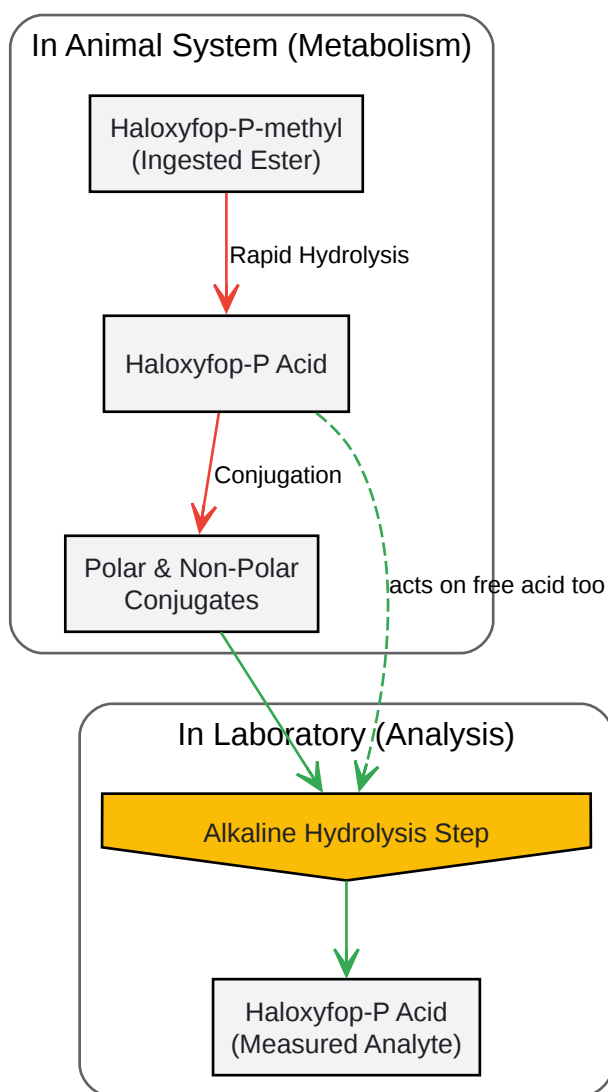 In Animal System (Metabolism)
Haloxyfop-P-methyl
(Ingested Ester)
Rapid Hydrolysis
Haloxyfop-P Acid
Conjugation
Polar & Non-Polar
Conjugates
acts on free acid too
In Laboratory (Analysis)
Alkaline Hydrolysis Step
Haloxyfop-P Acid
(Measured Analyte)